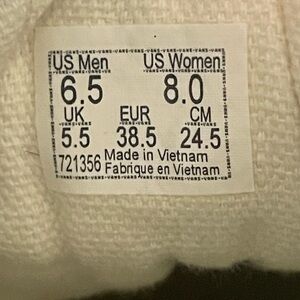 US Men US Women
6.5 8.0
UK EUR CM
5.5 38.5 24.5
721356 Made in Vietnam
Fabrique en Vietnam